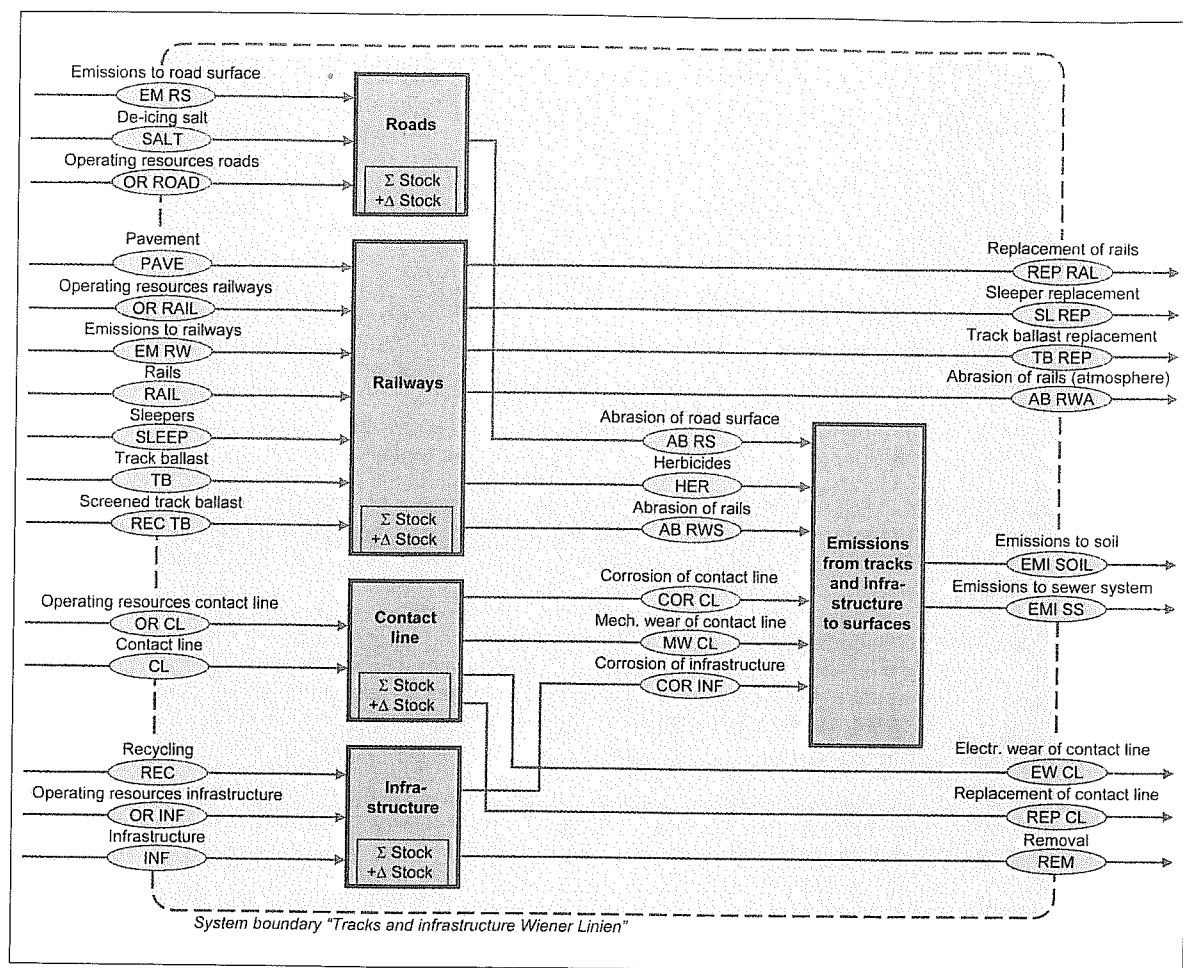 Emissions to road surface
EM RS
De-icing salt
SALT
Operating resources roads
OR ROAD
Roads
Σ Stock
+Δ Stock
Pavement
PAVE
Operating resources railways
OR RAIL
Emissions to railways
EM RW
Rails
RAIL
Sleepers
SLEEP
Track ballast
TB
Screened track ballast
REC TB
Railways
Σ Stock
+Δ Stock
Replacement of rails
REP RAL
Sleeper replacement
SL REP
Track ballast replacement
TB REP
Abrasion of rails (atmosphere)
AB RWA
Abrasion of road surface
AB RS
Herbicides
HER
Abrasion of rails
AB RWS
Operating resources contact line
OR CL
Contact line
CL
Contact
line
Σ Stock
+Δ Stock
Corrosion of contact line
COR CL
Mech. wear of contact line
MW CL
Corrosion of infrastructure
COR INF
Emissions
from tracks
and infra-
structure
to surfaces
Emissions to soil
EMI SOIL
Emissions to sewer system
EMI SS
Recycling
REC
Operating resources infrastructure
OR INF
Infrastructure
INF
Infra-
structure
Σ Stock
+Δ Stock
Electr. wear of contact line
EW CL
Replacement of contact line
REP CL
Removal
REM
System boundary "Tracks and infrastructure Wiener Linien"